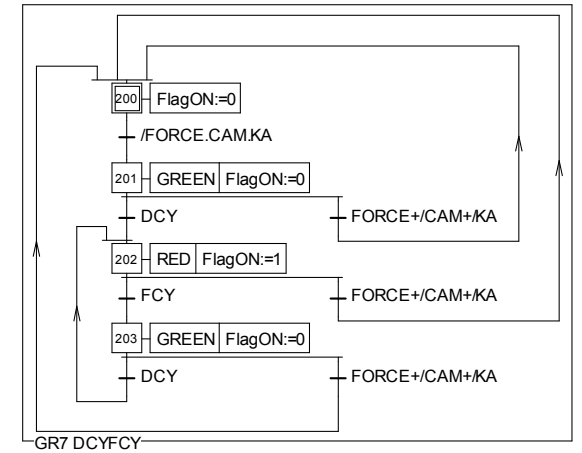 200 FlagON:=0
/FORCE.CAM.KA
201 GREEN FlagON:=0
DCY FORCE+/CAM+/KA
202 RED FlagON:=1
FCY FORCE+/CAM+/KA
203 GREEN FlagON:=0
DCY FORCE+/CAM+/KA
GR7 DCYFCY